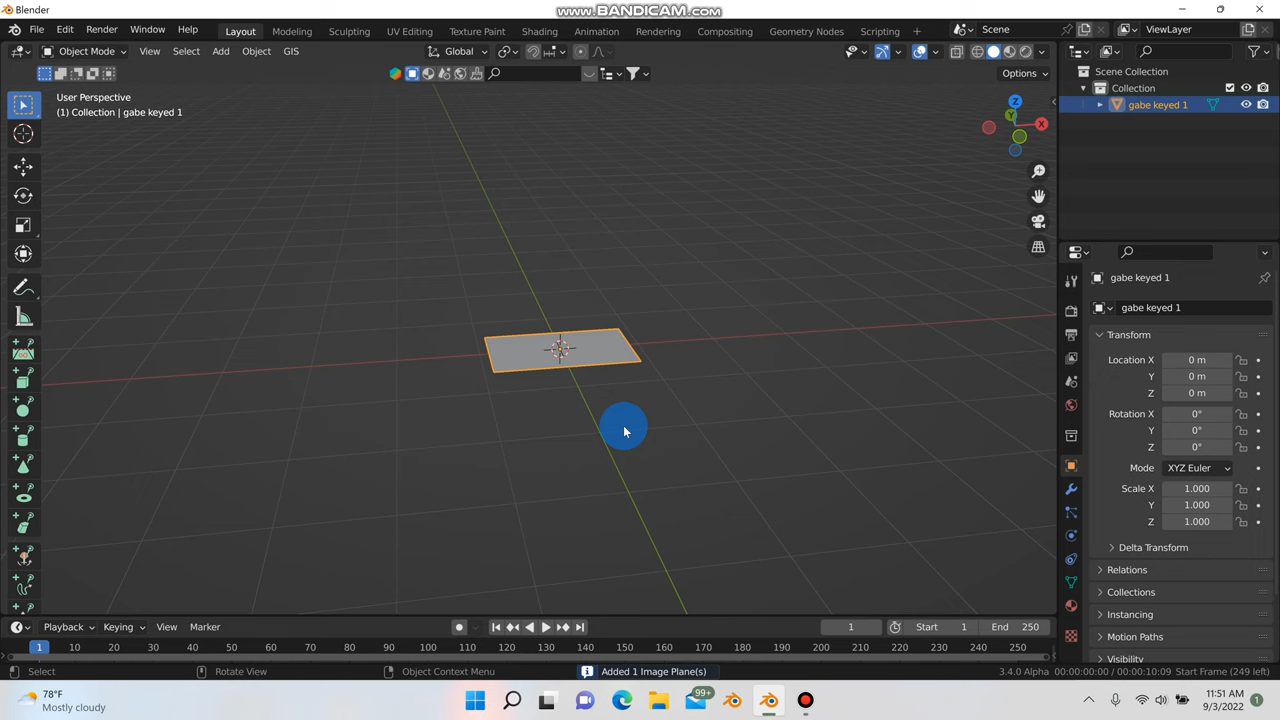 Blender
www.BANDICAM.com
File Edit Render Window Help
Layout Modeling Sculpting UV Editing Texture Paint Shading Animation Rendering Compositing Geometry Nodes Scripting +
Scene
ViewLayer
Object Mode View Select Add Object GIS
Global
Options
User Perspective
(1) Collection | gabe keyed 1
Z
Y
X
Scene Collection
Collection
gabe keyed 1
gabe keyed 1
gabe keyed 1
Transform
Location X 0 m
Y 0 m
Z 0 m
Rotation X 0°
Y 0°
Z 0°
Mode XYZ Euler
Scale X 1.000
Y 1.000
Z 1.000
Delta Transform
Relations
Collections
Instancing
Motion Paths
Visibility
Playback Keying View Marker
1 Start 1 End 250
1 10 20 30 40 50 60 70 80 90 100 110 120 130 140 150 160 170 180 190 200 210 220 230 240 250
Select Rotate View Object Context Menu
Added 1 Image Plane(s)
3.4.0 Alpha 00:00:00:00 / 00:00:10:09 Start Frame (249 left)
78°F
Mostly cloudy
99+
11:51 AM
9/3/2022
1